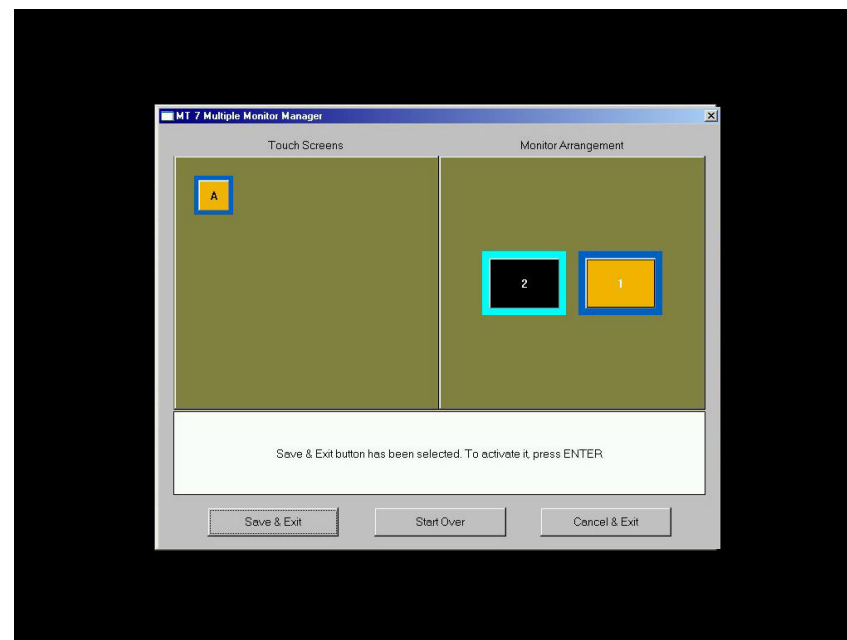 MT 7 Multiple Monitor Manager
Touch Screens
Monitor Arrangement
A
2
1
Save & Exit button has been selected. To activate it, press ENTER
Save & Exit
Start Over
Cancel & Exit